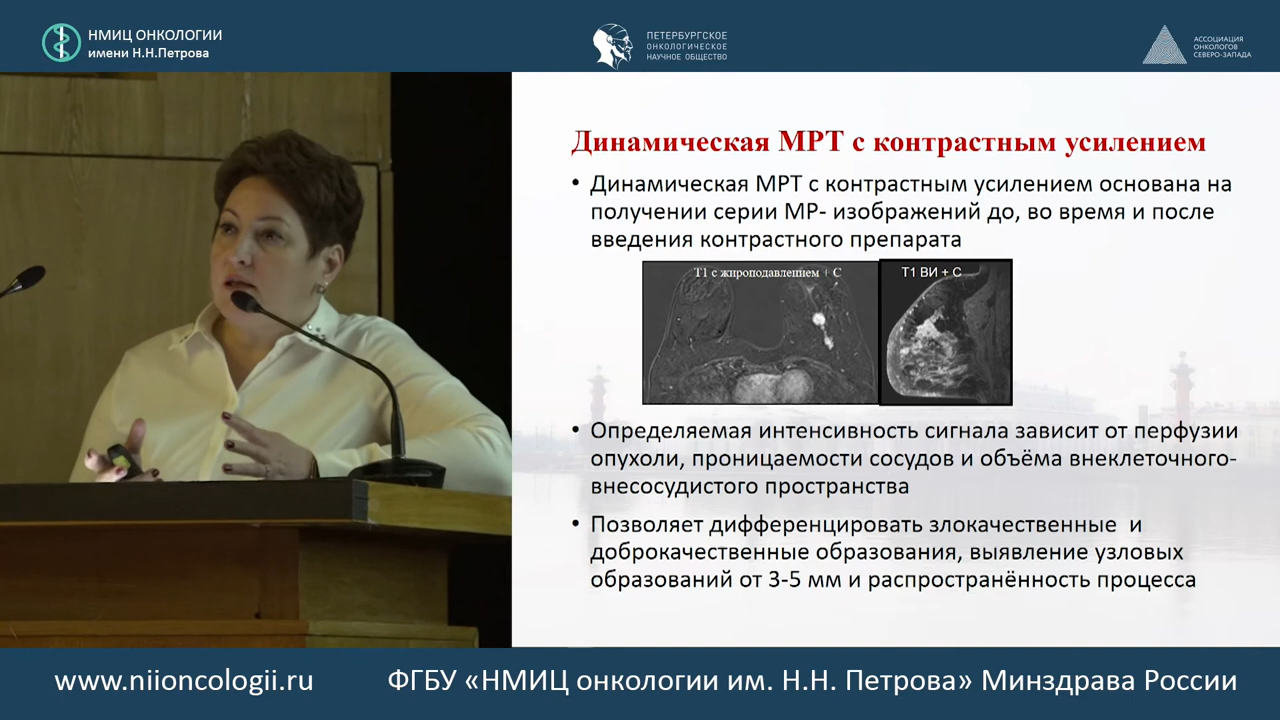 НМИЦ ОНКОЛОГИИ
имени Н.Н.Петрова
ПЕТЕРБУРГСКОЕ
ОНКОЛОГИЧЕСКОЕ
НАУЧНОЕ ОБЩЕСТВО
АССОЦИАЦИЯ
ОНКОЛОГОВ
СЕВЕРО-ЗАПАДА
Динамическая МРТ с контрастным усилением
• Динамическая МРТ с контрастным усилением основана на
получении серии МР- изображений до, во время и после
введения контрастного препарата
Т1 с жироподавлением + С
Т1 ВИ + С
• Определяемая интенсивность сигнала зависит от перфузии
опухоли, проницаемости сосудов и объёма внеклеточного-
внесосудистого пространства
• Позволяет дифференцировать злокачественные и
доброкачественные образования, выявление узловых
образований от 3-5 мм и распространённость процесса
www.niioncologii.ru
ФГБУ «НМИЦ онкологии им. Н.Н. Петрова» Минздрава России